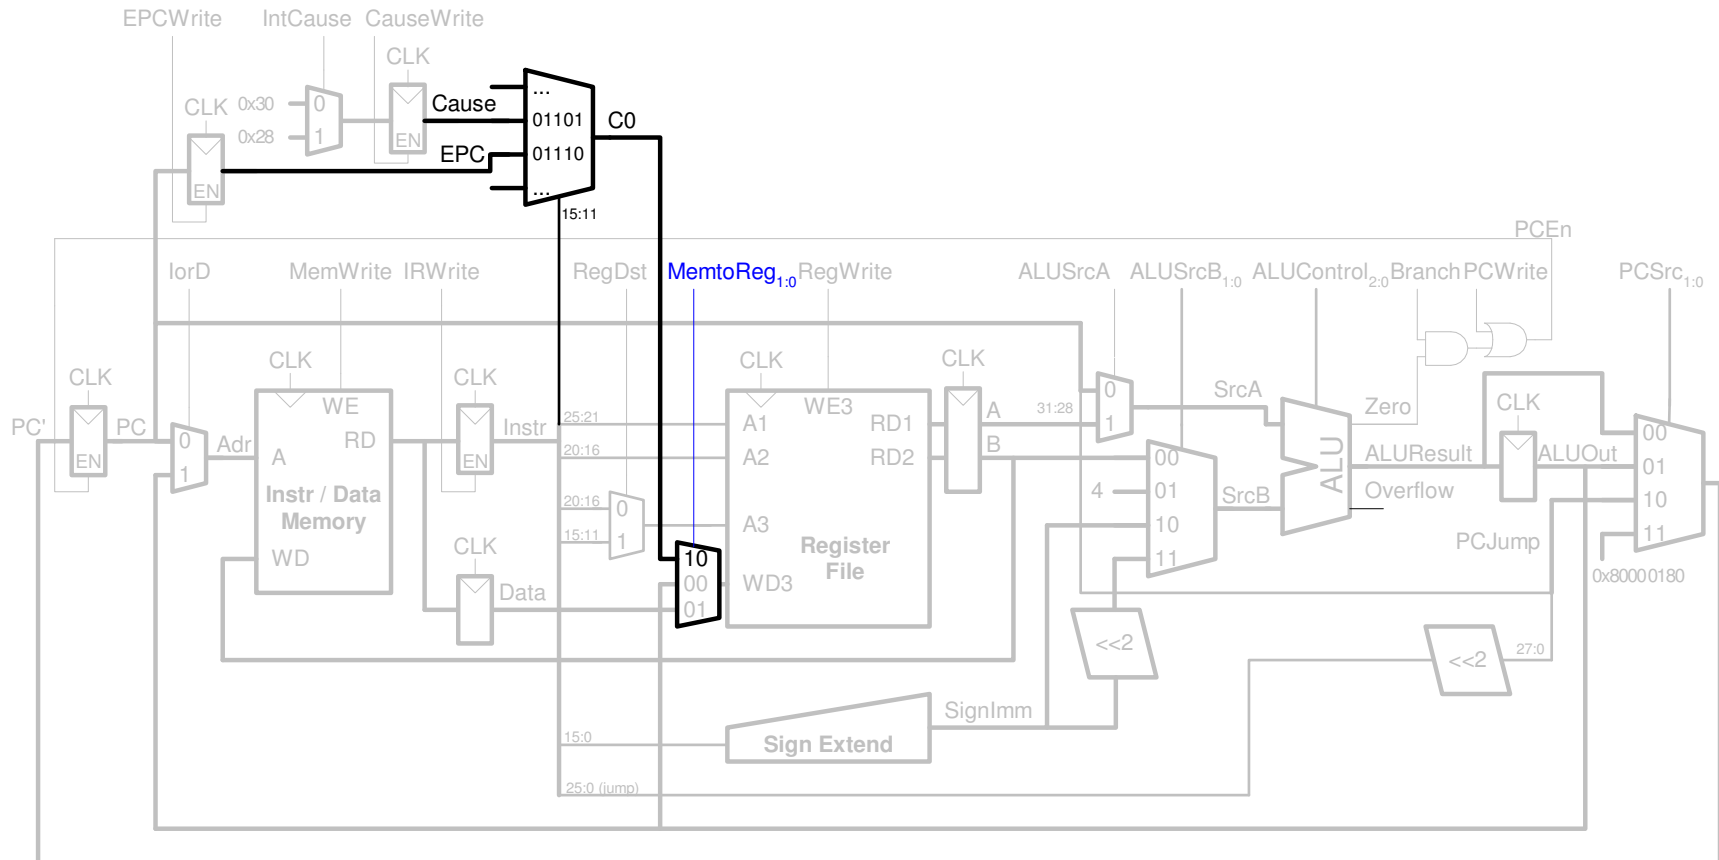 EPCWrite IntCause CauseWrite
CLK
0x30 0 Cause ...
CLK 01101 C0
0x28 1 EN
EPC 01110
EN ...
15:11
PCEn
IorD MemWrite IRWrite RegDst MemtoReg1:0 RegWrite ALUSrcA ALUSrcB1:0 ALUControl2:0 Branch PCWrite PCSrc1:0
CLK CLK CLK CLK CLK
WE WE3 0 SrcA CLK
25:21 A1 RD1 A 31:28 1 Zero
PC' PC 0 Adr RD Instr B 00
EN 1 A EN 20:16 A2 RD2 00 ALU ALUResult ALUOut 01
Instr / Data 4 01 SrcB Overflow 10
Memory 20:16 0 A3 10 11
CLK 15:11 1 Register PCJump
WD 10 File 11 0x8000 0180
Data 00 WD3
01
<<2 27:0
<<2
SignImm
15:0 Sign Extend
25:0 (jump)